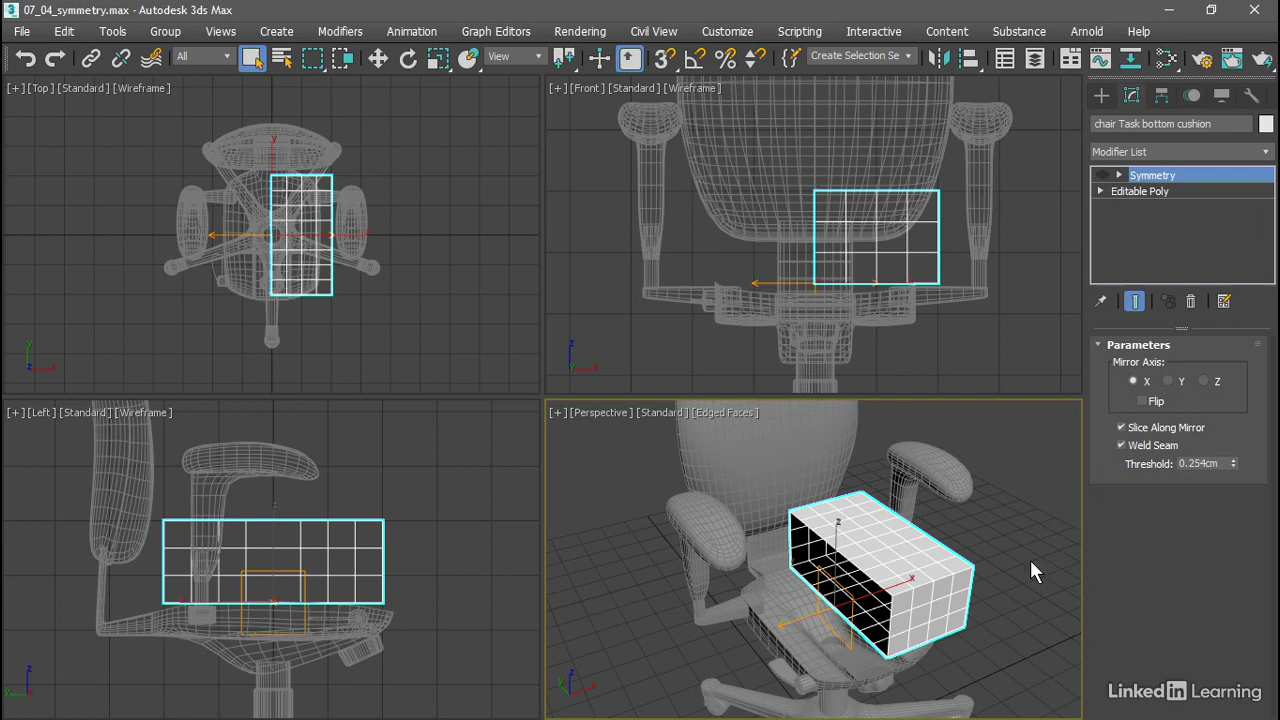 3 07_04_symmetry.max - Autodesk 3ds Max
File Edit Tools Group Views Create Modifiers Animation Graph Editors Rendering Civil View Customize Scripting Interactive Content Substance Arnold Help
All View Create Selection Se
[+] [Top] [Standard] [Wireframe]
[+] [Front] [Standard] [Wireframe]
chair Task bottom cushion
Modifier List
Symmetry
Editable Poly
y
x
y
z x
z
y x
Parameters
Mirror Axis:
X Y Z
Flip
Slice Along Mirror
Weld Seam
Threshold: 0.254cm
[+] [Left] [Standard] [Wireframe]
[+] [Perspective] [Standard] [Edged Faces]
z
z
x
z
y x
z
y x
LinkedIn Learning